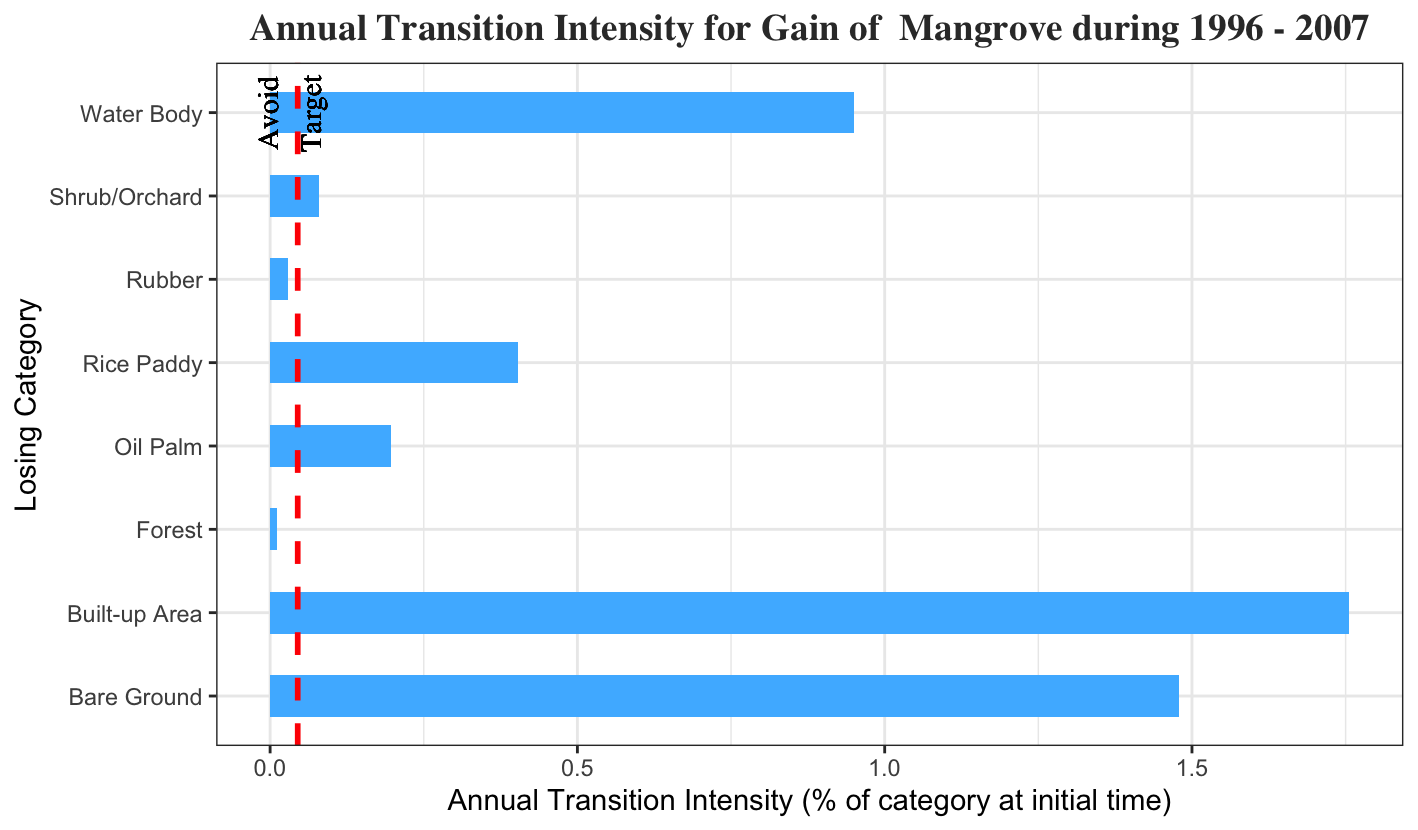 Annual Transition Intensity for Gain of  Mangrove during 1996 - 2007
Avoid
Target
Losing Category
Water Body
Shrub/Orchard
Rubber
Rice Paddy
Oil Palm
Forest
Built-up Area
Bare Ground
0.0 0.5 1.0 1.5
Annual Transition Intensity (% of category at initial time)